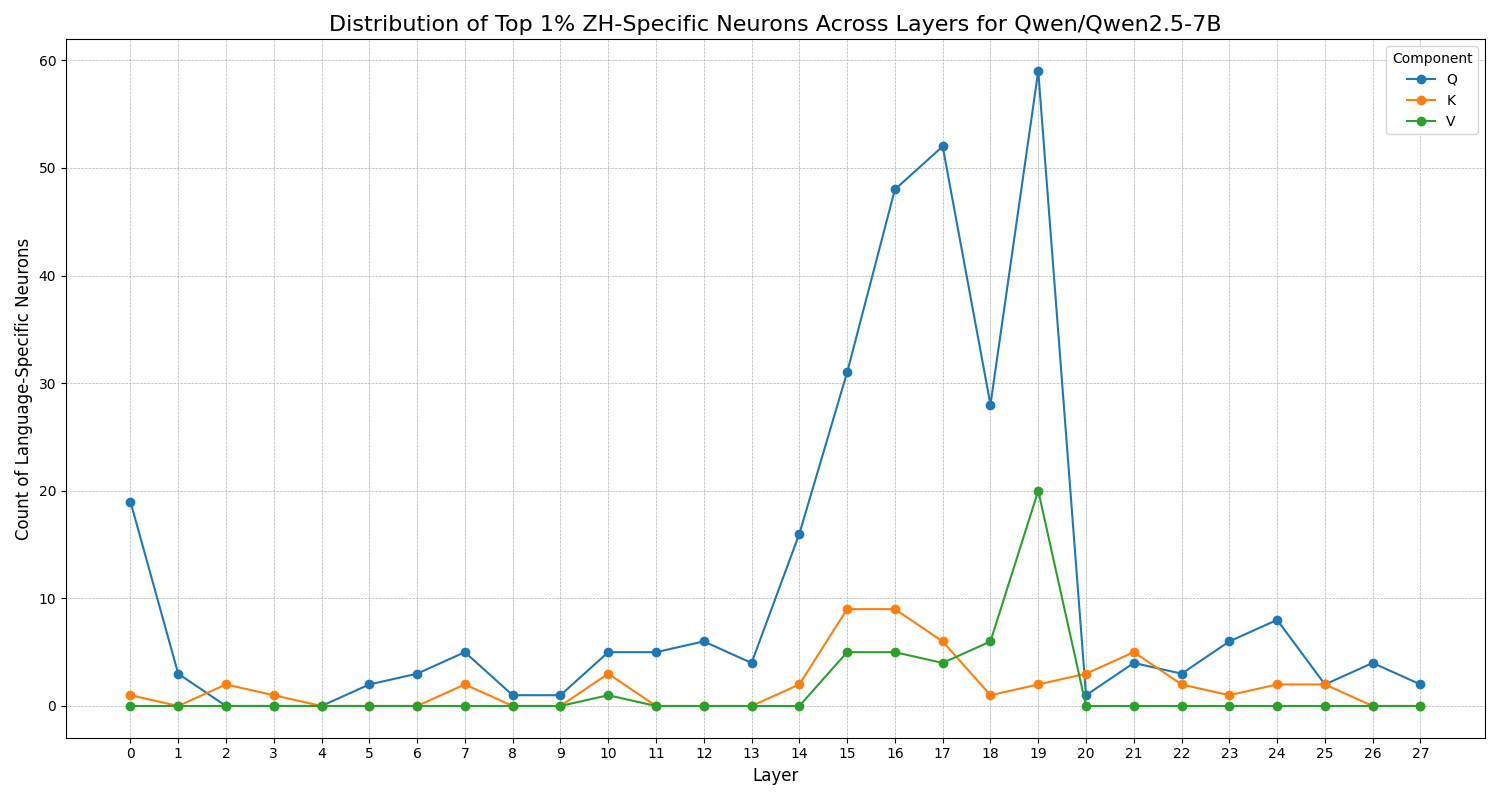 Distribution of Top 1% ZH-Specific Neurons Across Layers for Qwen/Qwen2.5-7B
Component
Q
K
V
Count of Language-Specific Neurons
60
50
40
30
20
10
0
0 1 2 3 4 5 6 7 8 9 10 11 12 13 14 15 16 17 18 19 20 21 22 23 24 25 26 27
Layer